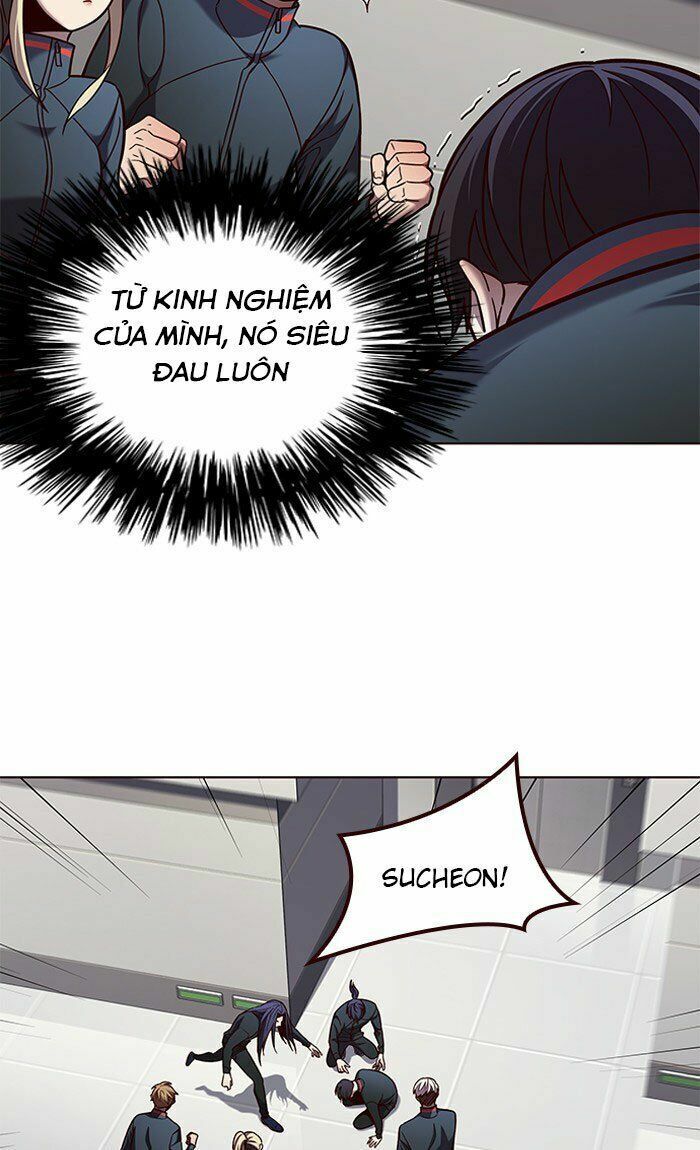 TỪ KINH NGHIỆM
CỦA MÌNH, NÓ SIÊU
ĐAU LUÔN
SUCHEON!